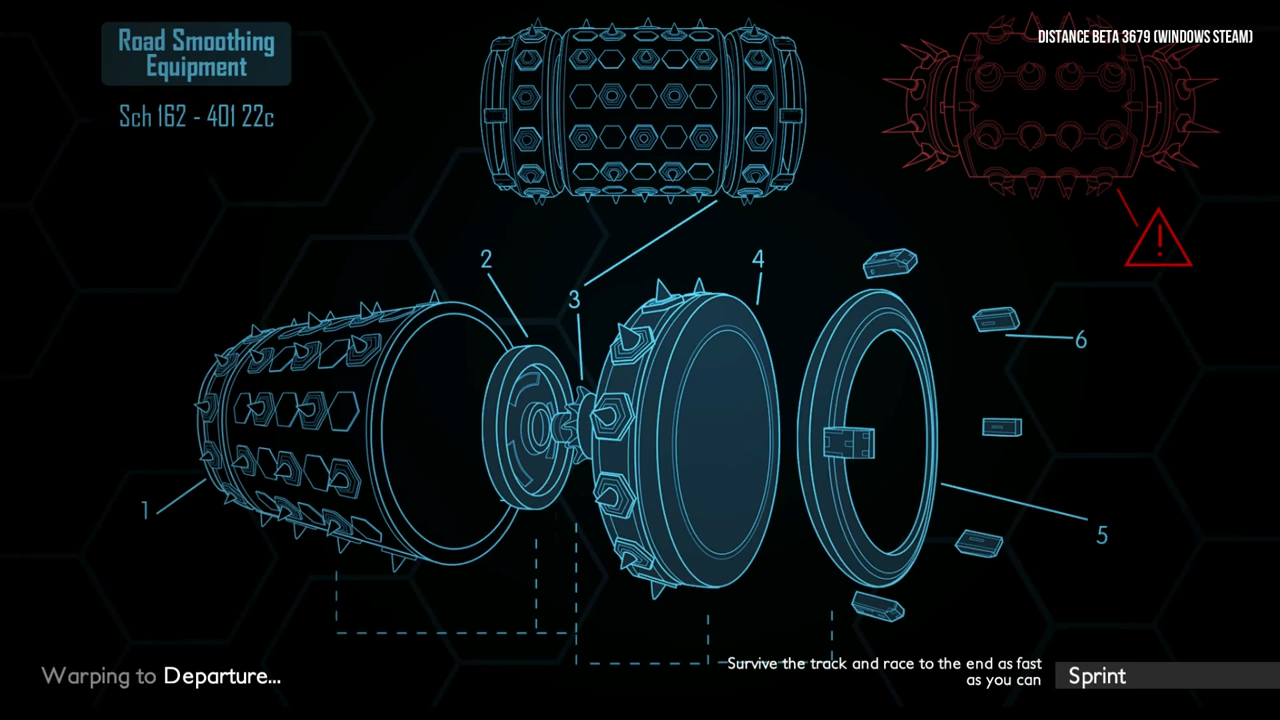 Road Smoothing
Equipment
Sch 162 - 401 22c
DISTANCE BETA 3679 (WINDOWS STEAM)
2
3
4
6
1
5
Warping to Departure...
Survive the track and race to the end as fast
as you can
Sprint